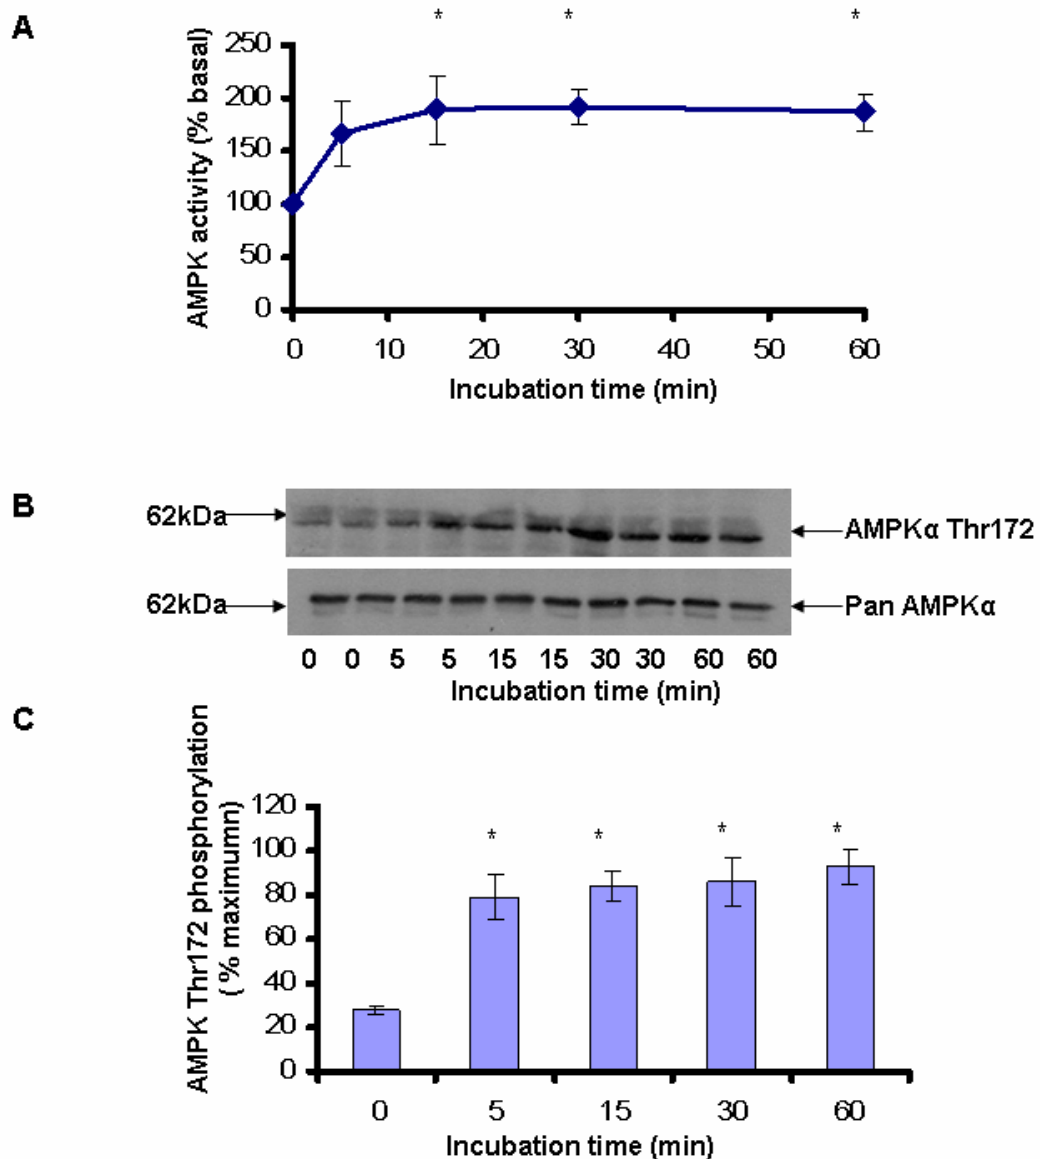 A
* * *
250
200
150
100
50
0
AMPK activity (% basal)
0 10 20 30 40 50 60
Incubation time (min)
B
62kDa
AMPKα Thr172
62kDa
Pan AMPKα
0 0 5 5 15 15 30 30 60 60
Incubation time (min)
C
AMPK Thr172 phosphorylation
( % maximumn)
120
100
80
60
40
20
0
* * * *
0 5 15 30 60
Incubation time (min)